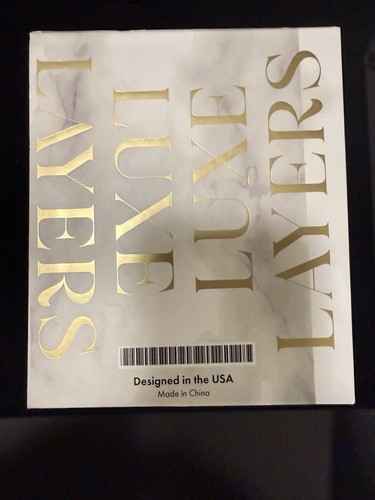 LUXE
LAYERS
LUXE
LAYERS
Designed in the USA
Made in China